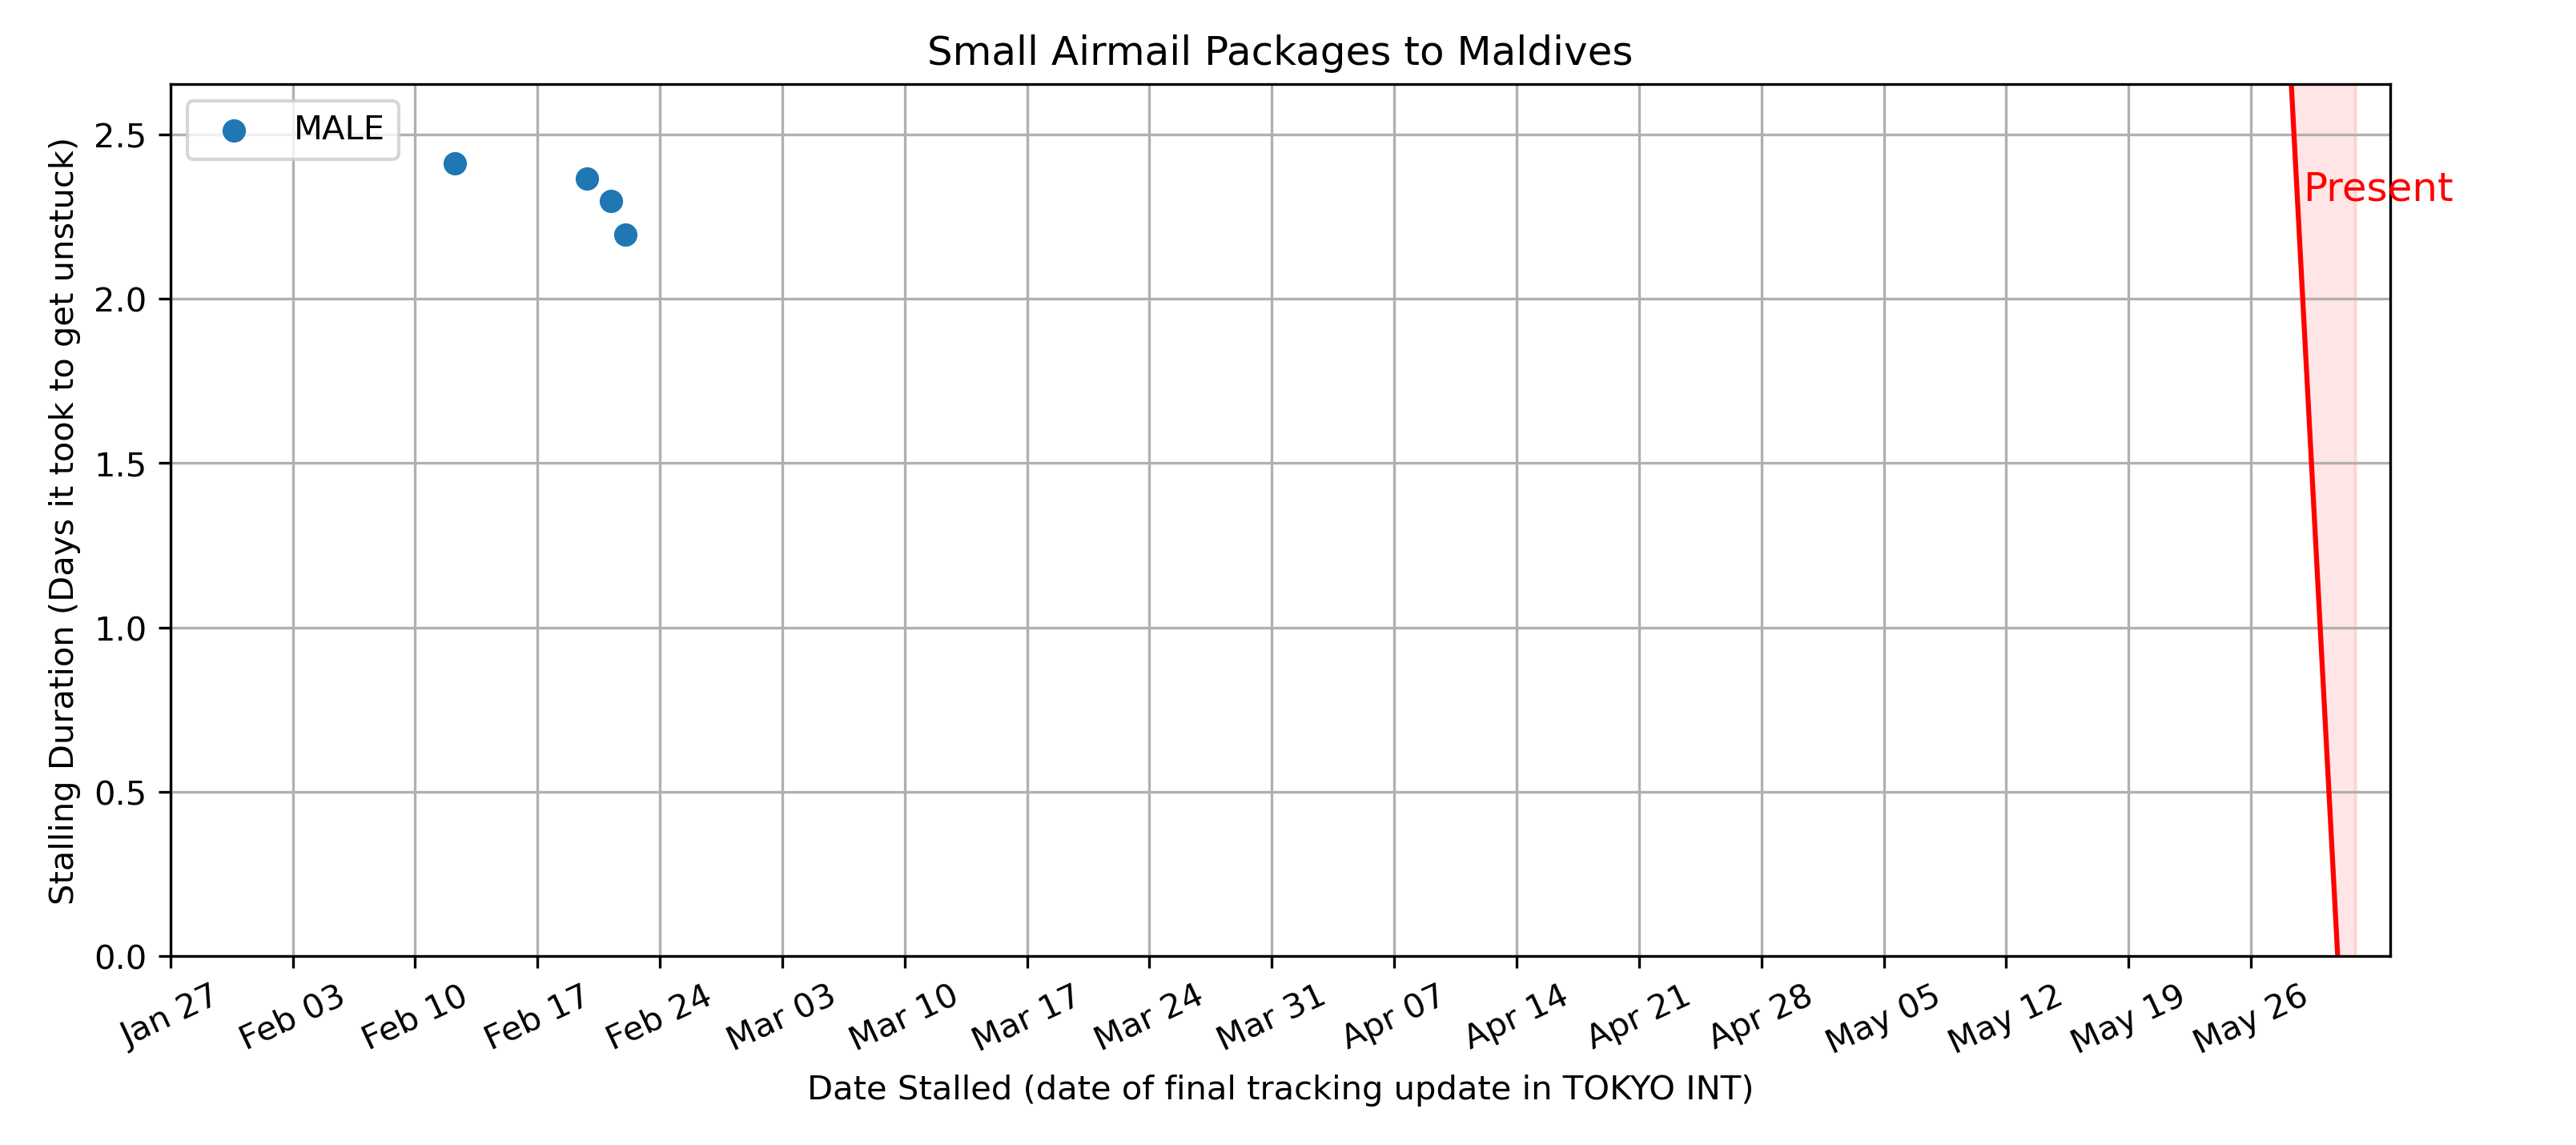 Small Airmail Packages to Maldives
MALE
Present
Stalling Duration (Days it took to get unstuck)
2.5
2.0
1.5
1.0
0.5
0.0
Jan 27 Feb 03 Feb 10 Feb 17 Feb 24 Mar 03 Mar 10 Mar 17 Mar 24 Mar 31 Apr 07 Apr 14 Apr 21 Apr 28 May 05 May 12 May 19 May 26
Date Stalled (date of final tracking update in TOKYO INT)